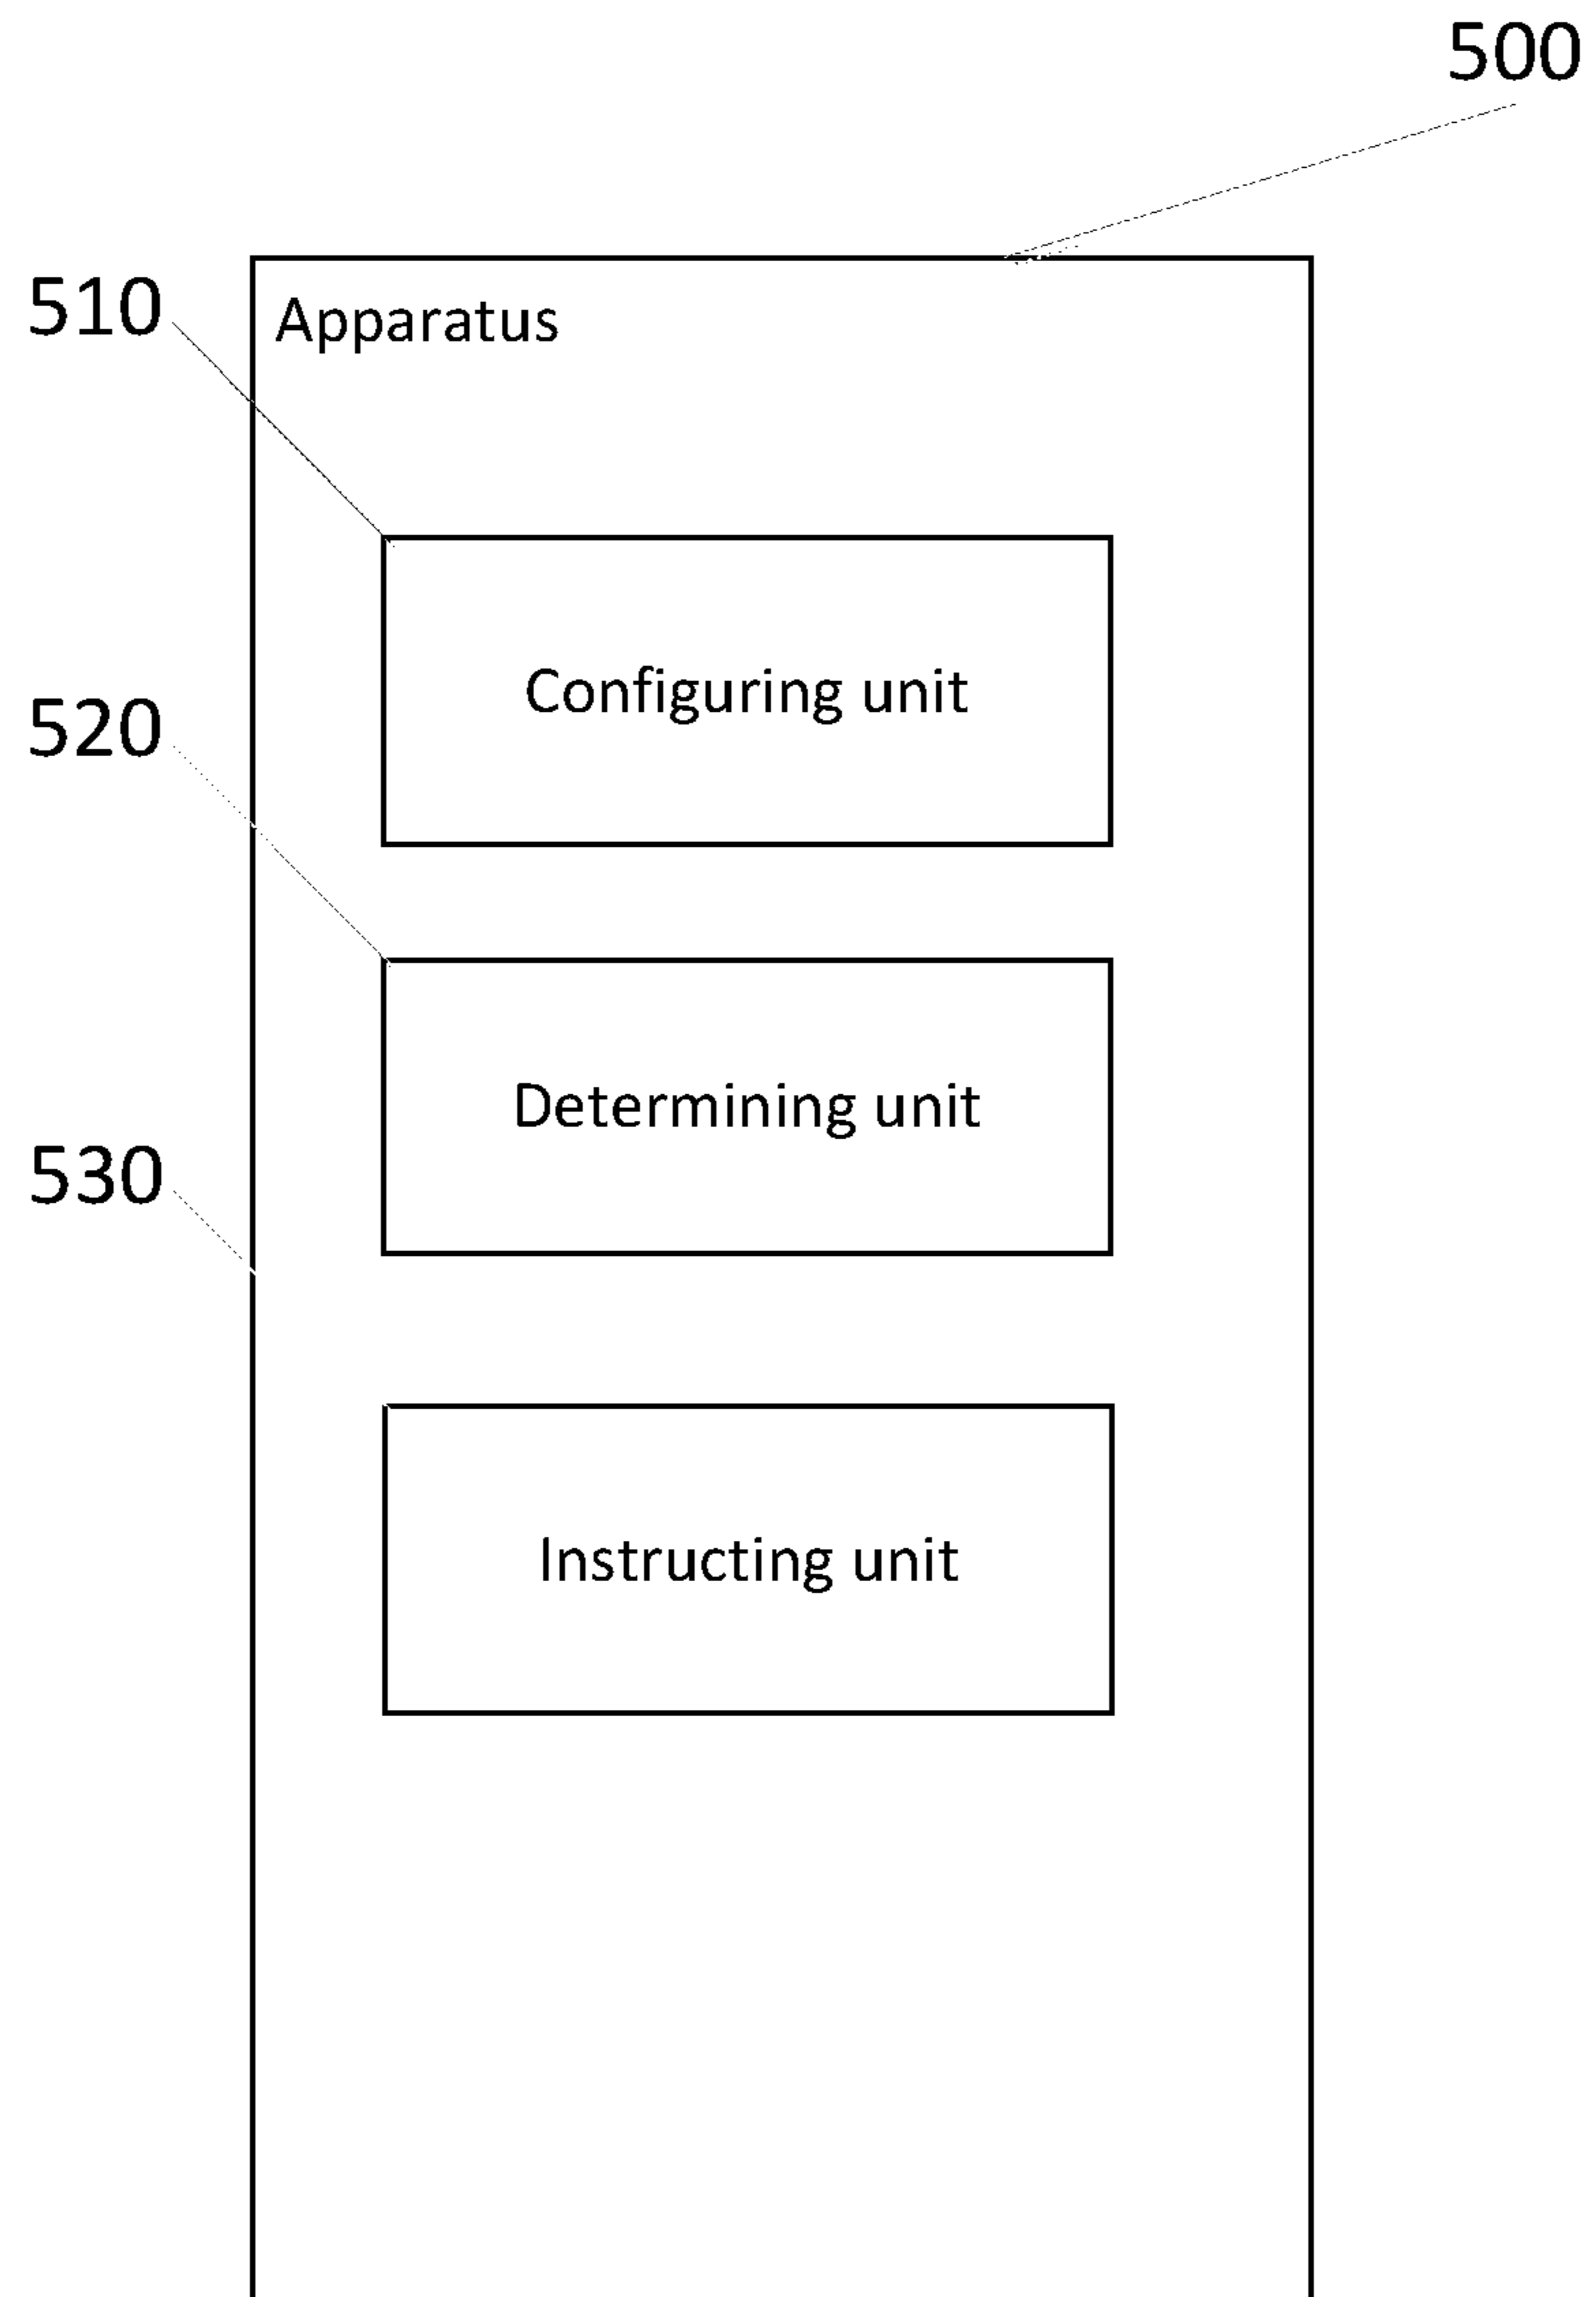 500
510
Apparatus
Configuring unit
520
Determining unit
530
Instructing unit